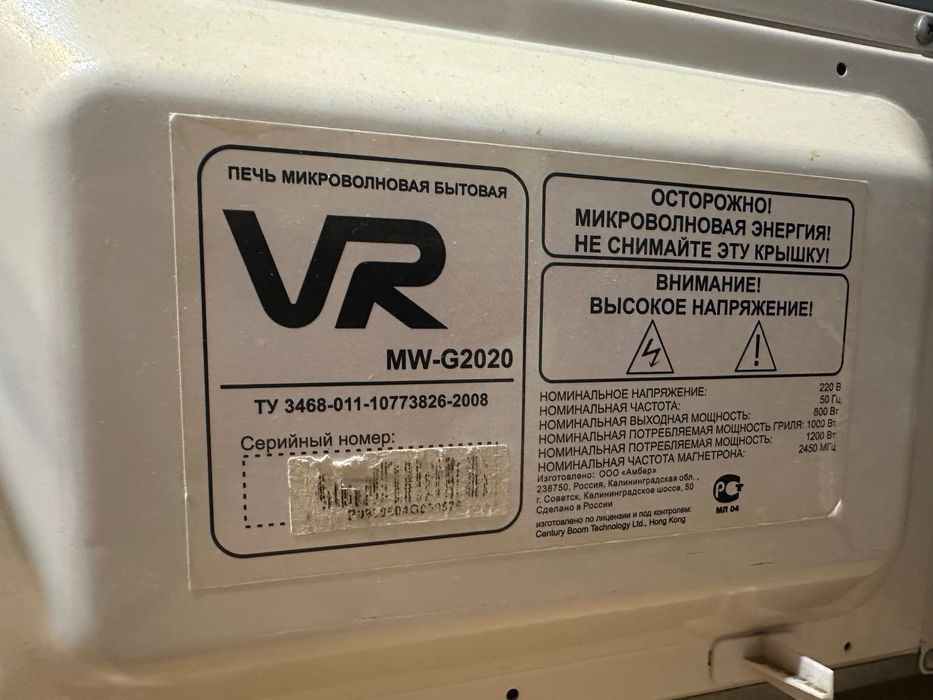 ПЕЧЬ МИКРОВОЛНОВАЯ БЫТОВАЯ
VR
MW-G2020
ТУ 3468-011-10773826-2008
Серийный номер:
ОСТОРОЖНО!
МИКРОВОЛНОВАЯ ЭНЕРГИЯ!
НЕ СНИМАЙТЕ ЭТУ КРЫШКУ!
ВНИМАНИЕ!
ВЫСОКОЕ НАПРЯЖЕНИЕ!
НОМИНАЛЬНОЕ НАПРЯЖЕНИЕ: 220 В
НОМИНАЛЬНАЯ ЧАСТОТА: 50 Гц
НОМИНАЛЬНАЯ ВЫХОДНАЯ МОЩНОСТЬ: 800 Вт
НОМИНАЛЬНАЯ ПОТРЕБЛЯЕМАЯ МОЩНОСТЬ ГРИЛЯ: 1000 Вт
НОМИНАЛЬНАЯ ПОТРЕБЛЯЕМАЯ МОЩНОСТЬ: 1200 Вт
НОМИНАЛЬНАЯ ЧАСТОТА МАГНЕТРОНА: 2450 МГц
Изготовлено: ООО «Амбер»
238750, Россия, Калининградская обл.,
г. Советск, Калининградское шоссе, 50
Сделано в России
изготовлено по лицензии и под контролем:
Century Boom Technology Ltd., Hong Kong
РСТ
МЛ 04